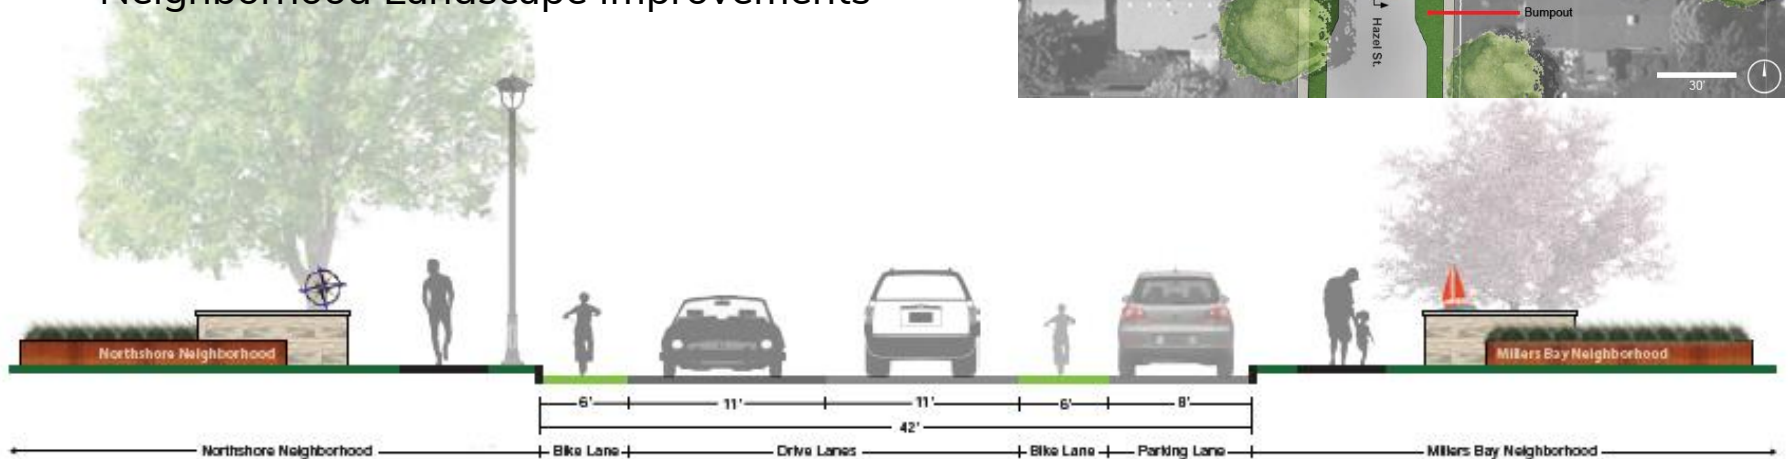 Neighborhood Landscape Improvements
Bumpout
Hazel St.
30'
Northshore Neighborhood
Millers Bay Neighborhood
6'
11'
11'
6'
8'
42'
Northshore Neighborhood
Bike Lane
Drive Lanes
Bike Lane
Parking Lane
Millers Bay Neighborhood